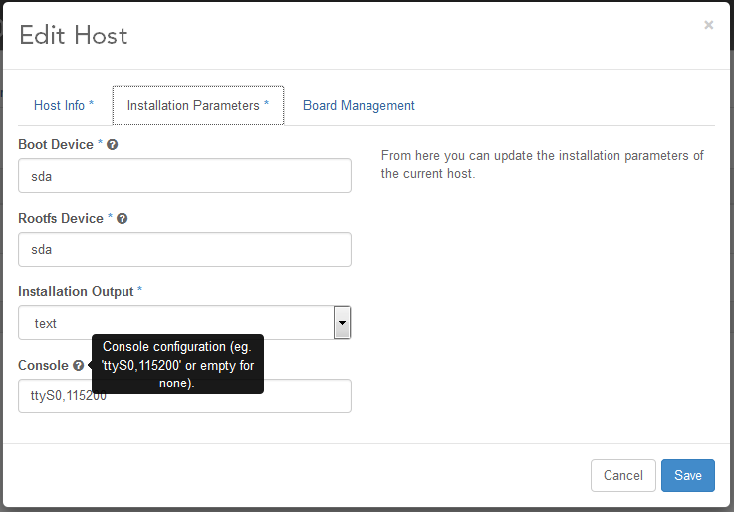 Edit Host
×
Host Info *
Installation Parameters *
Board Management
Boot Device *
sda
From here you can update the installation parameters of
the current host.
Rootfs Device *
sda
Installation Output *
text
Console
Console configuration (eg.
'ttyS0,115200' or empty for
none).
ttyS0,115200
Cancel
Save